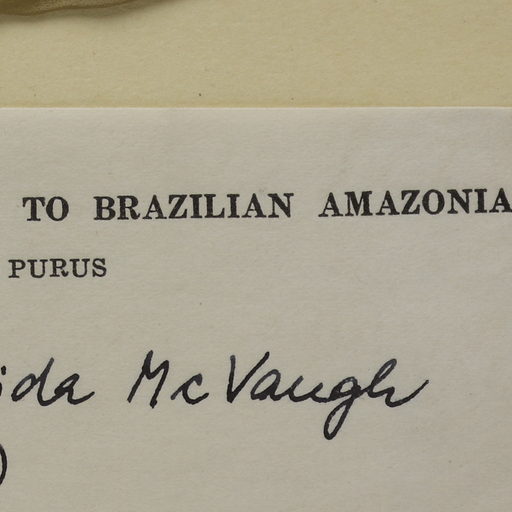 TO BRAZILIAN AMAZONIA
PURUS
ida McVaugh
)